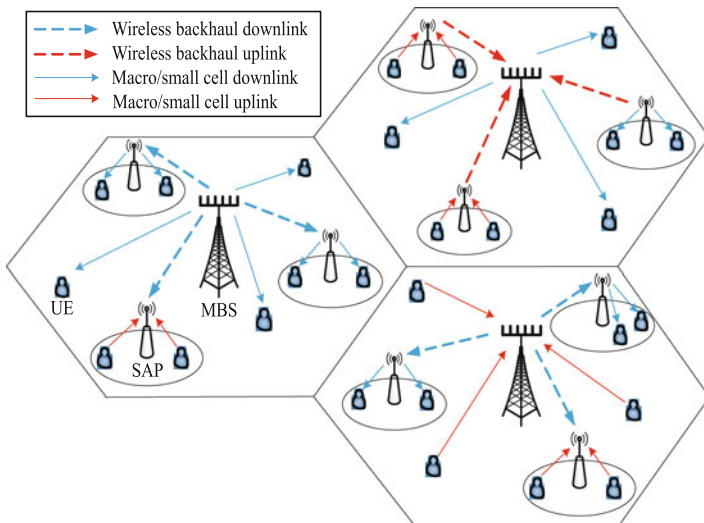 Wireless backhaul downlink
Wireless backhaul uplink
Macro/small cell downlink
Macro/small cell uplink
UE
MBS
SAP